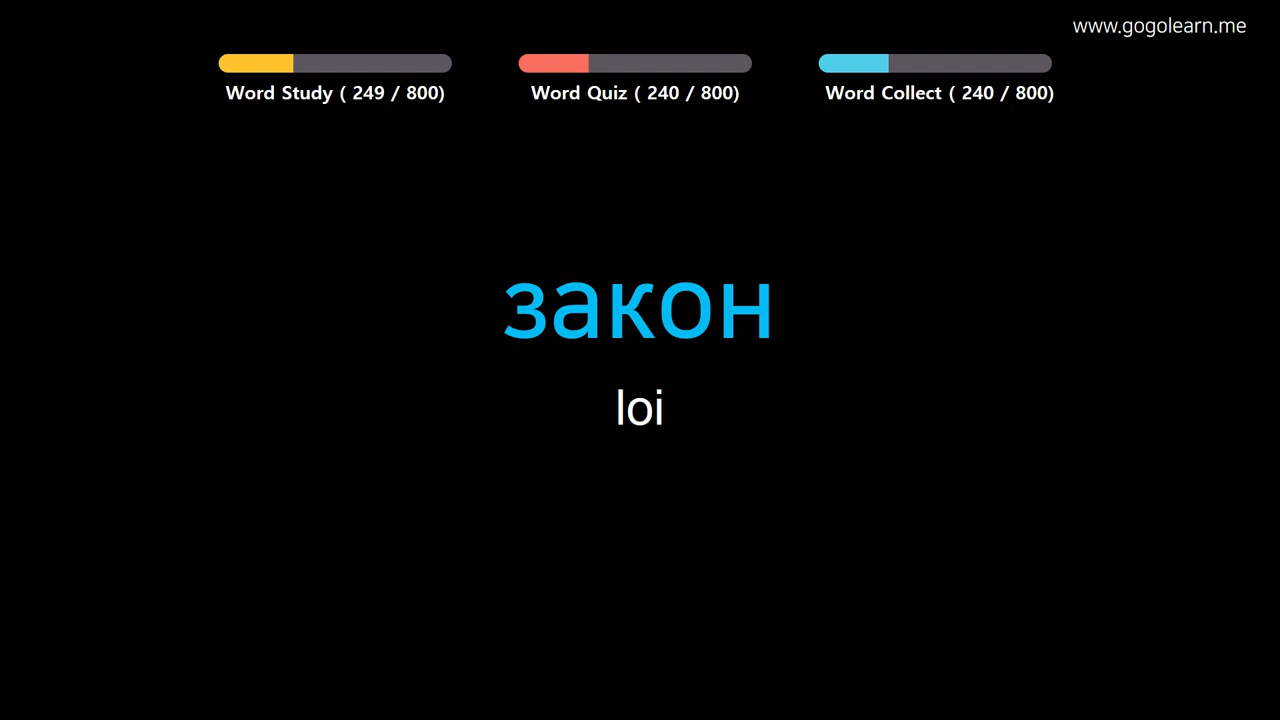 www.gogolearn.me
Word Study ( 249 / 800)
Word Quiz ( 240 / 800)
Word Collect ( 240 / 800)
закон
loi